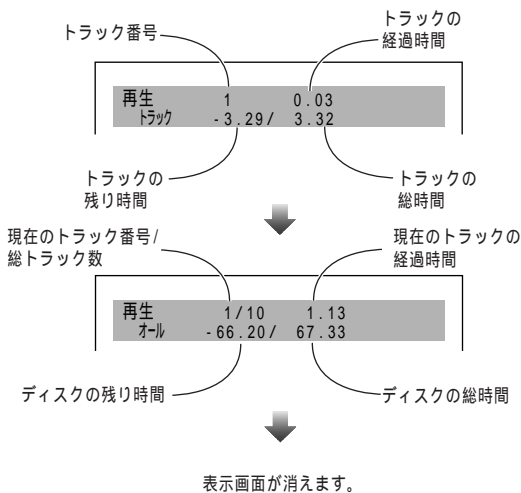 トラック番号
トラックの
経過時間
再生 1 0.03
トラック -3.29/ 3.32
トラックの
残り時間
トラックの
総時間
現在のトラック番号/
総トラック数
現在のトラックの
経過時間
再生 1/10 1.13
オール -66.20/ 67.33
ディスクの残り時間
ディスクの総時間
表示画面が消えます。